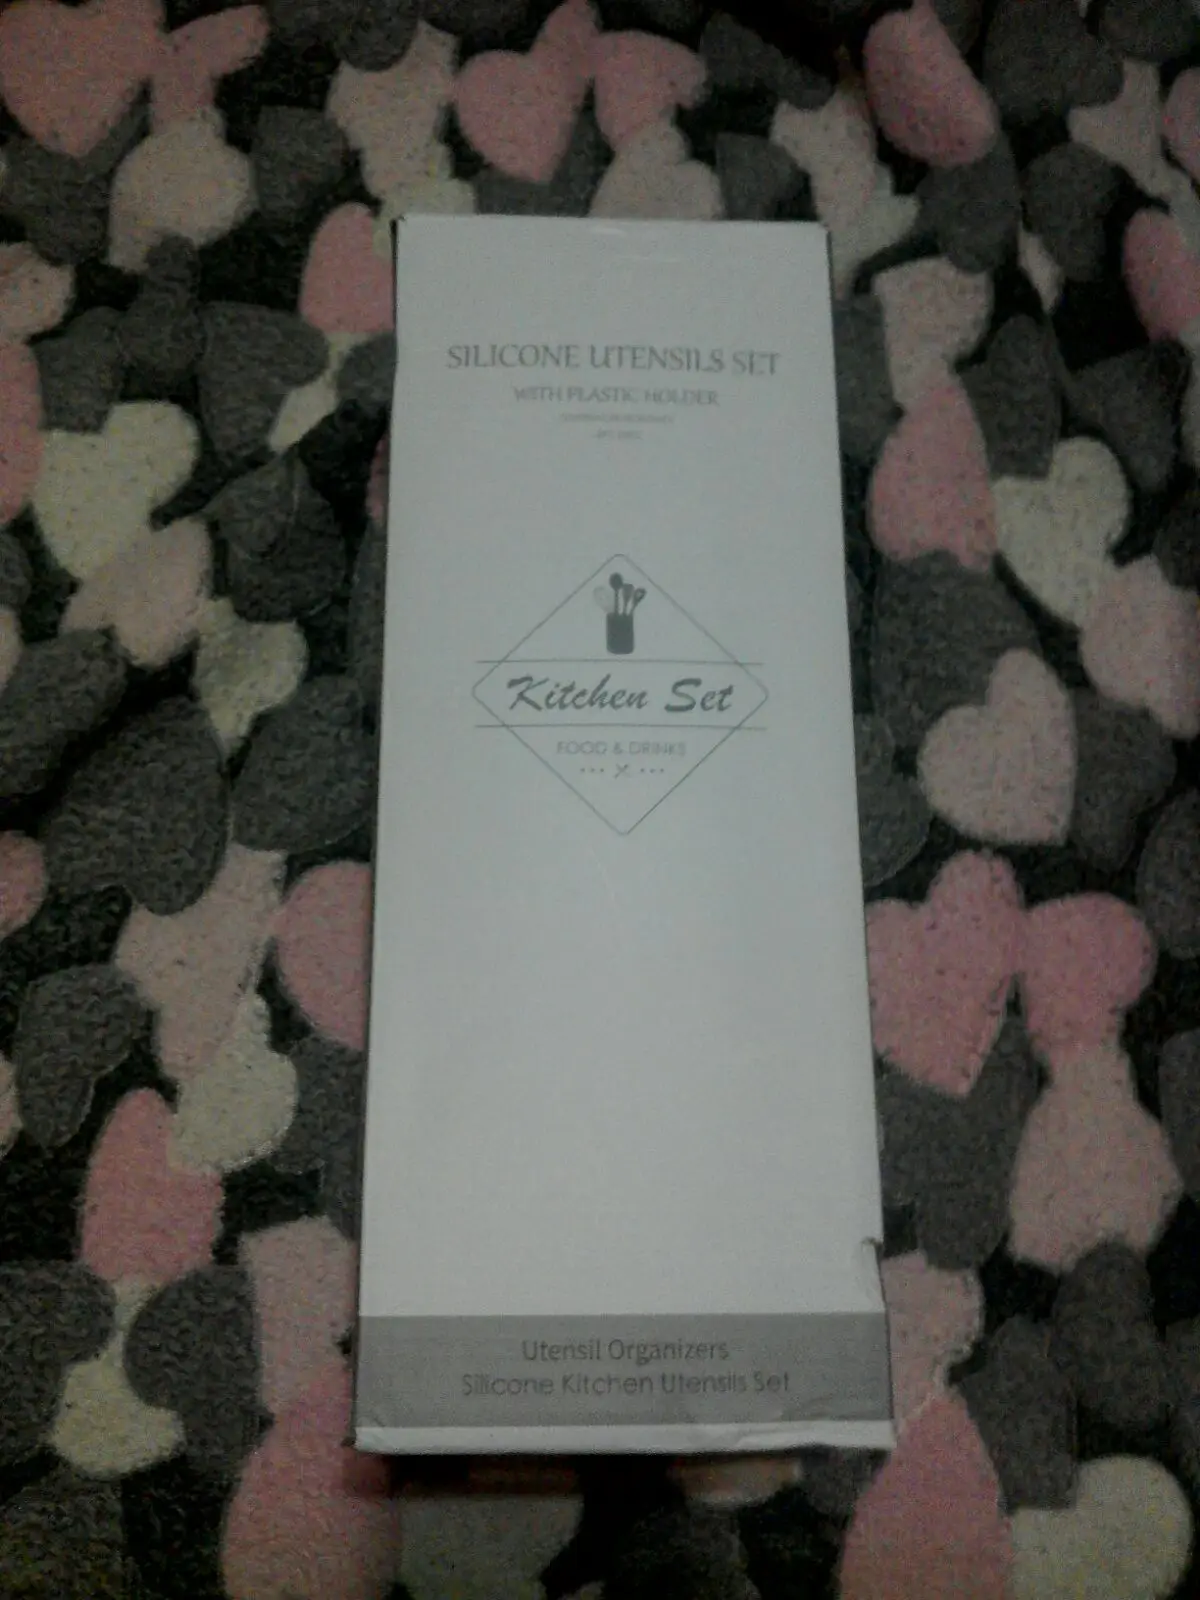 SILICONE UTENSILS SET
WITH PLASTIC HOLDER
Kitchen Set
FOOD & DRINKS
Utensil Organizers
Silicone Kitchen Utensils Set